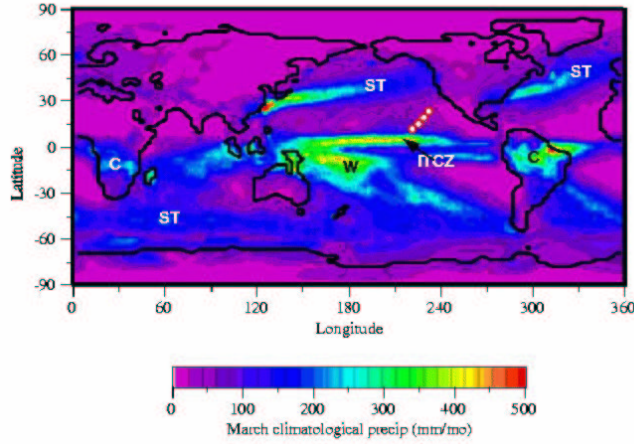 90
60
30
0
-30
-60
-90
Latitude
ST
ST
C
W
ITCZ
C
ST
0 60 120 180 240 300 360
Longitude
0 100 200 300 400 500
March climatological precip (mm/mo)